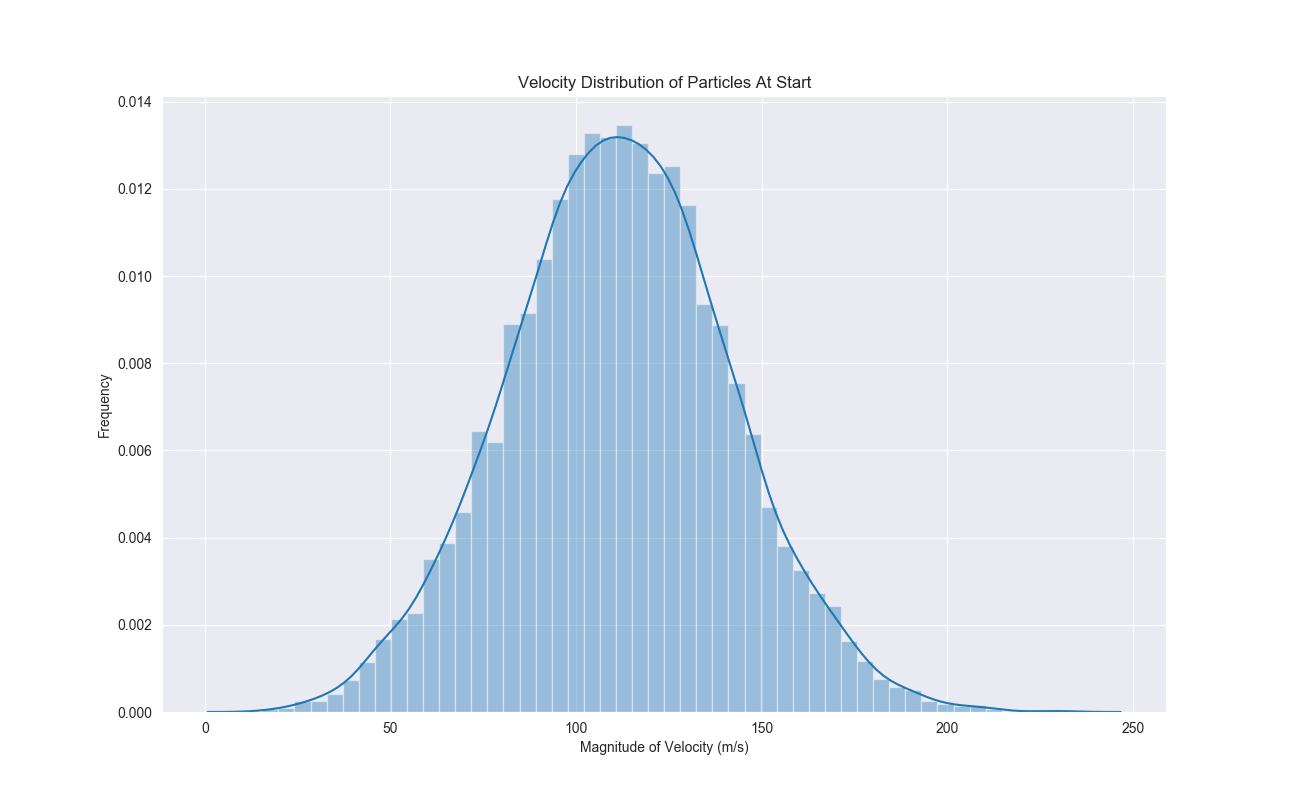 Velocity Distribution of Particles At Start
0.014
0.012
0.010
0.008
0.006
0.004
0.002
0.000
Frequency
0 50 100 150 200 250
Magnitude of Velocity (m/s)